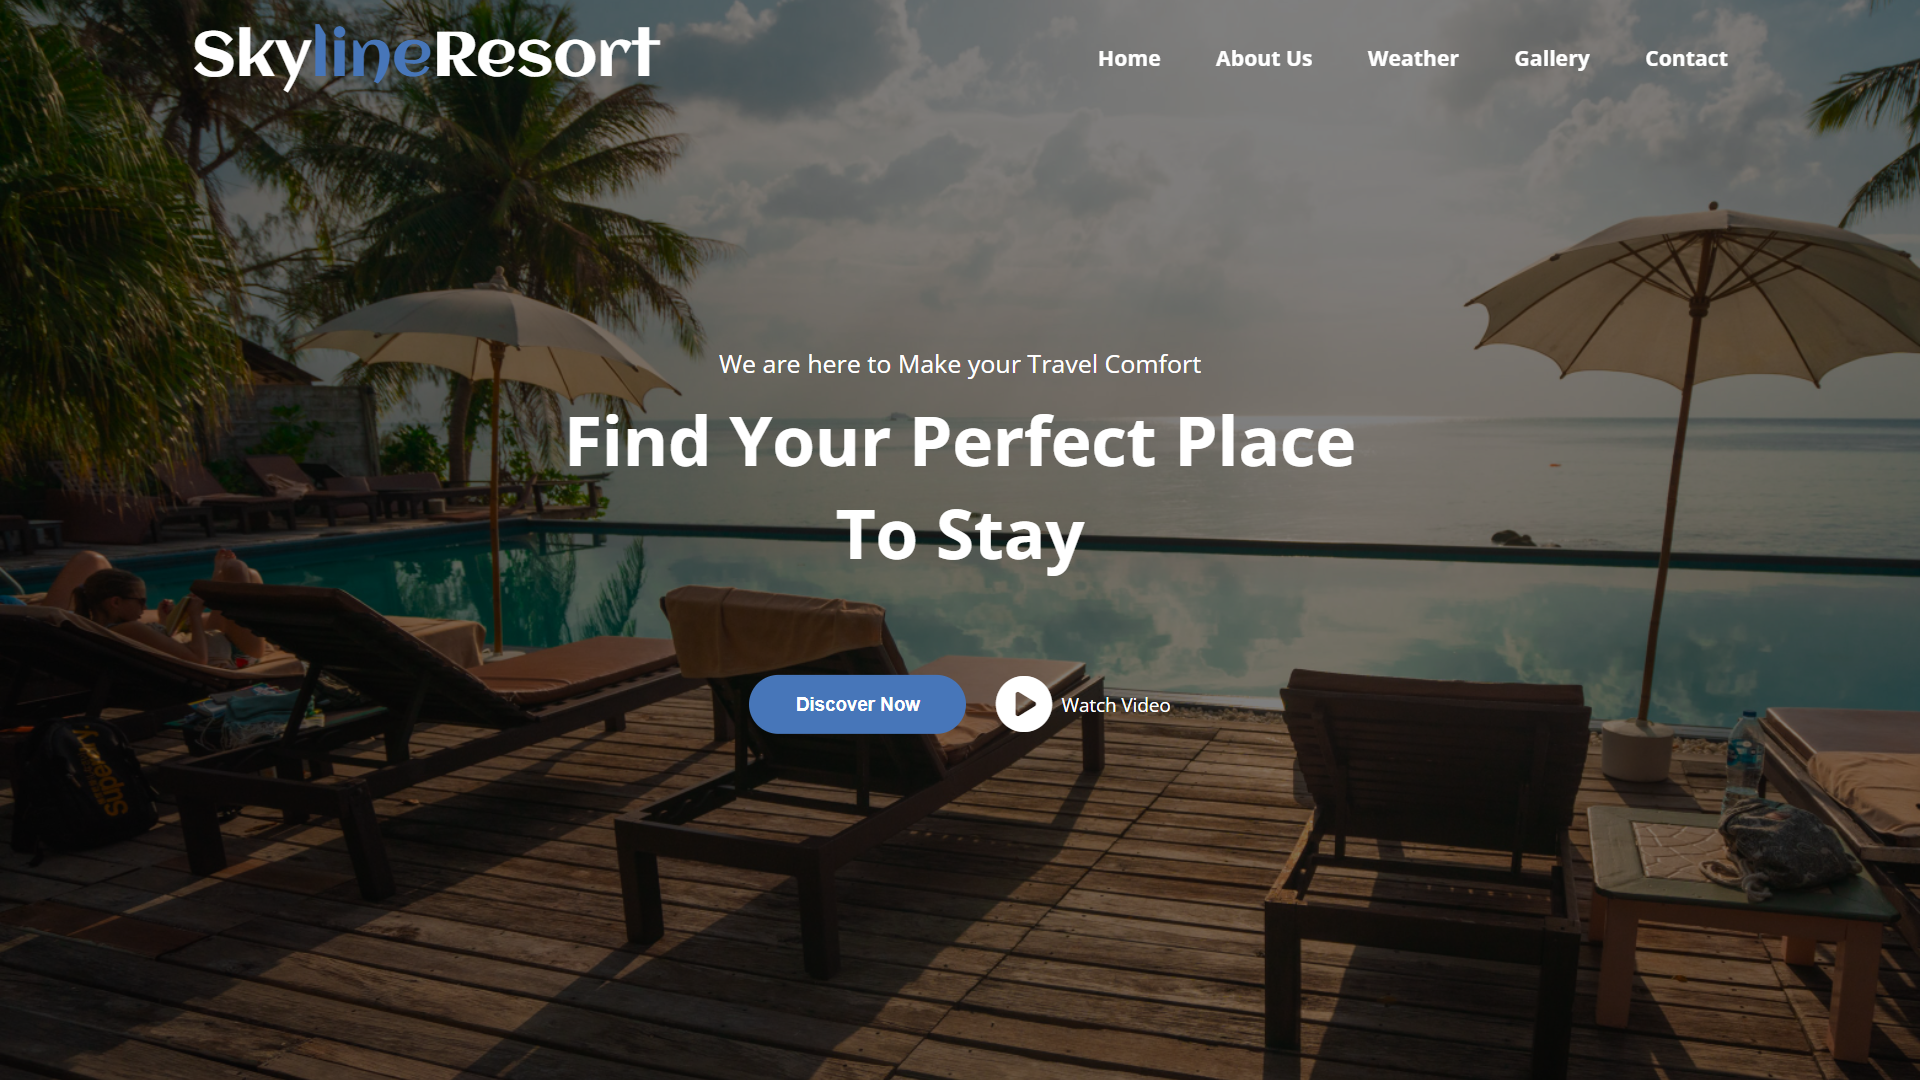 SkylineResort
Home About Us Weather Gallery Contact
We are here to Make your Travel Comfort
Find Your Perfect Place
To Stay
Discover Now Watch Video
Superdry